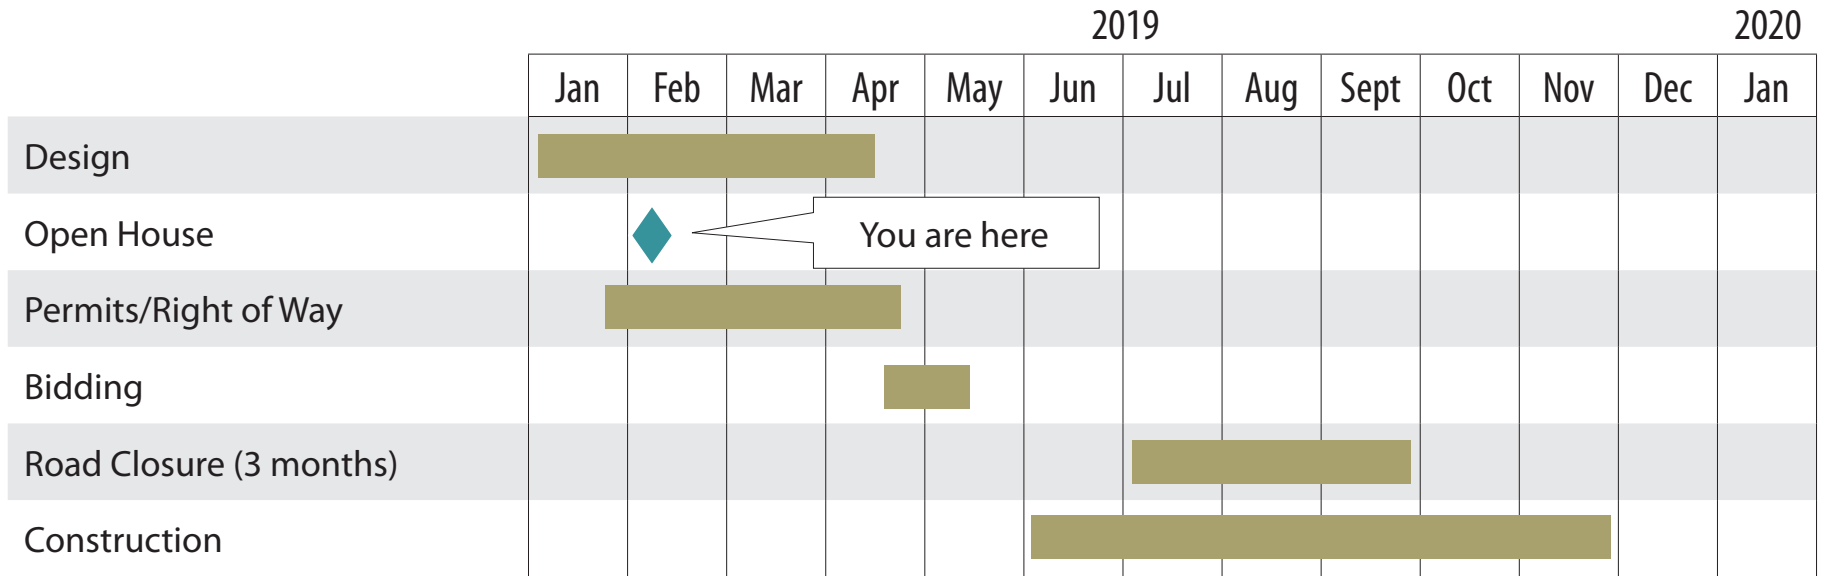 2019 2020
Jan Feb Mar Apr May Jun Jul Aug Sept Oct Nov Dec Jan
Design
Open House You are here
Permits/Right of Way
Bidding
Road Closure (3 months)
Construction